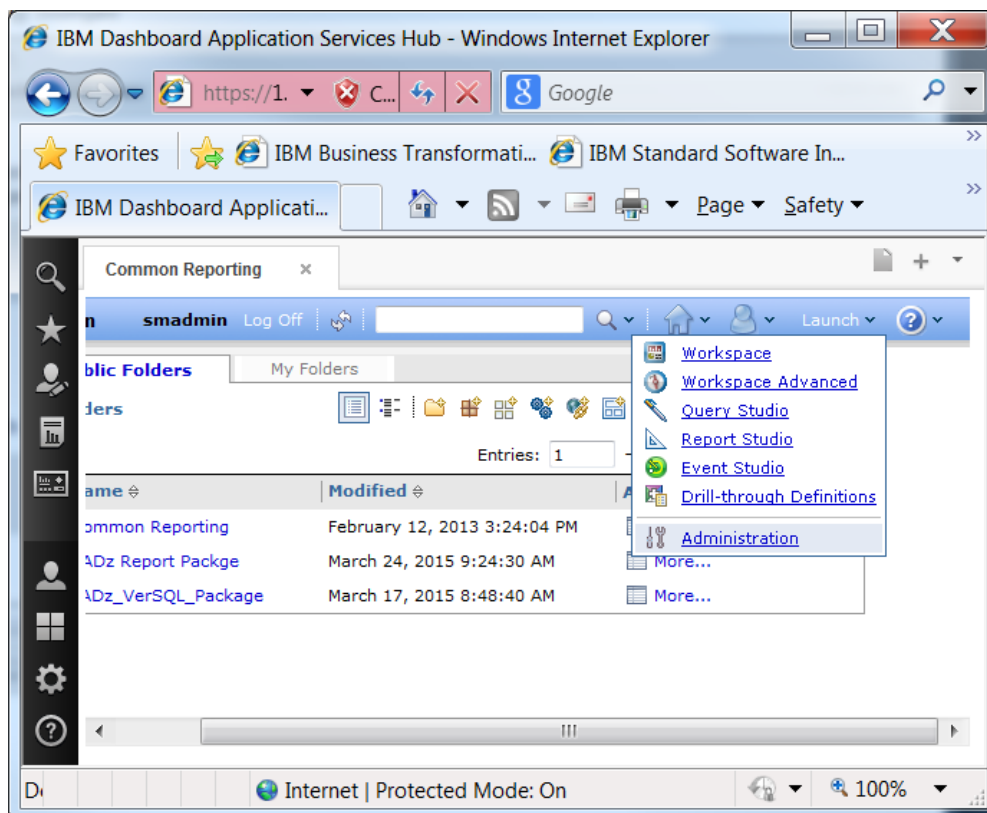 IBM Dashboard Application Services Hub - Windows Internet Explorer
https://1. C... Google
Favorites IBM Business Transformati... IBM Standard Software In...
IBM Dashboard Applicati... Page Safety
Common Reporting ×
n smadmin Log Off Launch
blic Folders My Folders
Workspace
Workspace Advanced
ders
Query Studio
Report Studio
Entries: 1 -
Event Studio
ame Modified A
Drill-through Definitions
ommon Reporting February 12, 2013 3:24:04 PM
Administration
ADz Report Packge March 24, 2015 9:24:30 AM More...
ADz_VerSQL_Package March 17, 2015 8:48:40 AM More...
Internet | Protected Mode: On 100%